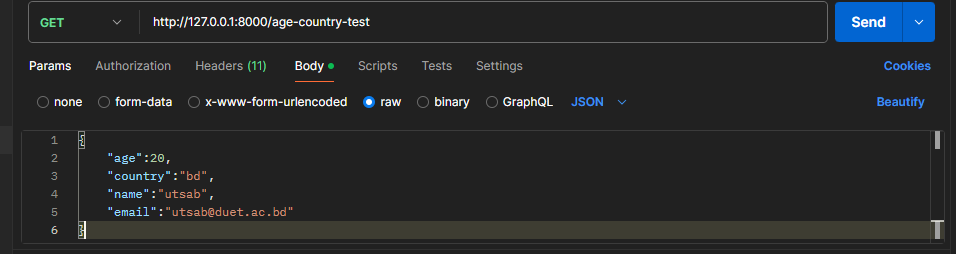 GET http://127.0.0.1:8000/age-country-test Send
Params Authorization Headers (11) Body Scripts Tests Settings Cookies
none form-data x-www-form-urlencoded raw binary GraphQL JSON Beautify
1 {
2 "age":20,
3 "country":"bd",
4 "name":"utsab",
5 "email":"utsab@duet.ac.bd"
6 }